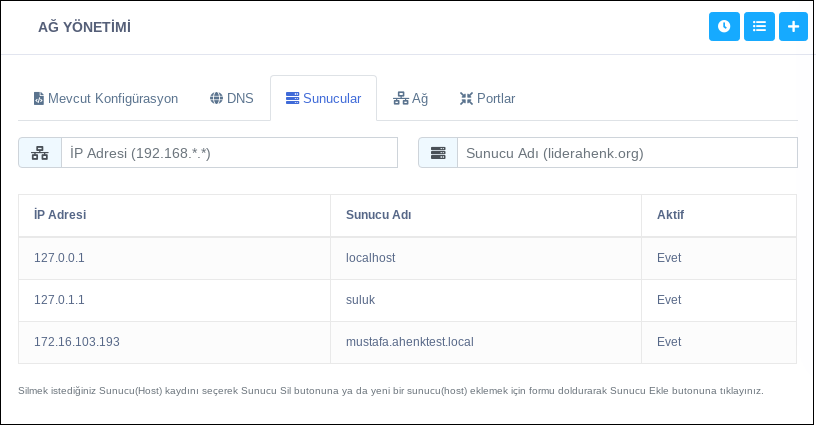 AĞ YÖNETİMİ
Mevcut Konfigürasyon DNS Sunucular Ağ Portlar
İP Adresi (192.168.*.*) Sunucu Adı (liderahenk.org)
İP Adresi Sunucu Adı Aktif
127.0.0.1 localhost Evet
127.0.1.1 suluk Evet
172.16.103.193 mustafa.ahenktest.local Evet
Silmek istediğiniz Sunucu(Host) kaydını seçerek Sunucu Sil butonuna ya da yeni bir sunucu(host) eklemek için formu doldurarak Sunucu Ekle butonuna tıklayınız.